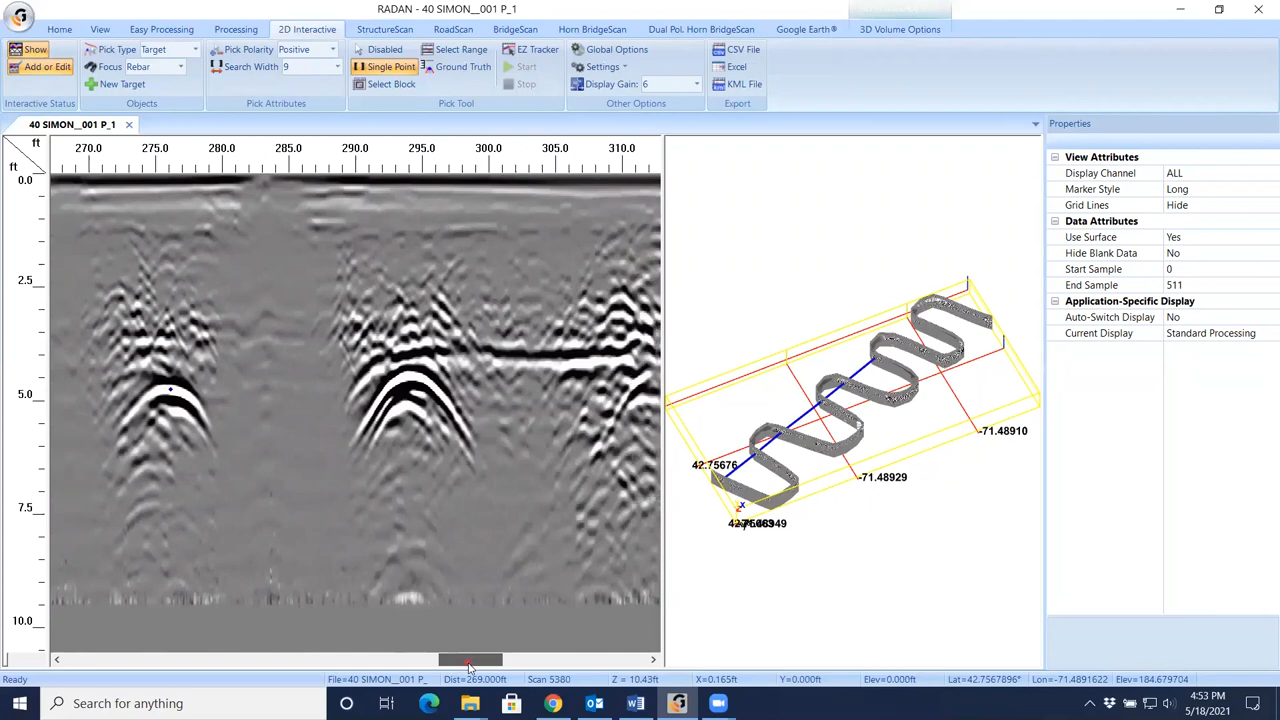 RADAN - 40 SIMON__001 P_1
Home View Easy Processing Processing 2D Interactive StructureScan RoadScan BridgeScan Horn BridgeScan Dual Pol. Horn BridgeScan Google Earth® 3D Volume Options
Show Pick Type Target Pick Polarity Positive Disabled Select Range EZ Tracker Global Options CSV File
Add or Edit Focus Rebar Search Width 9 Single Point Ground Truth Start Settings Excel
New Target Select Block Stop Display Gain: 6 KML File
Interactive Status Objects Pick Attributes Pick Tool Other Options Export
40 SIMON__001 P_1
Properties
ft
270.0 275.0 280.0 285.0 290.0 295.0 300.0 305.0 310.0
ft
0.0
2.5
5.0
7.5
10.0
42.75676
-71.48910
-71.48929
x
View Attributes
Display Channel ALL
Marker Style Long
Grid Lines Hide
Data Attributes
Use Surface Yes
Hide Blank Data No
Start Sample 0
End Sample 511
Application-Specific Display
Auto-Switch Display No
Current Display Standard Processing
Ready File=40 SIMON__001 P_ Dist=269.000ft Scan 5380 Z = 10.43ft X=0.165ft Y=0.000ft Elev=0.000ft Lat=42.7567896° Lon=-71.4891622 Elev=184.679704
Type here to search
4:53 PM
5/18/2021